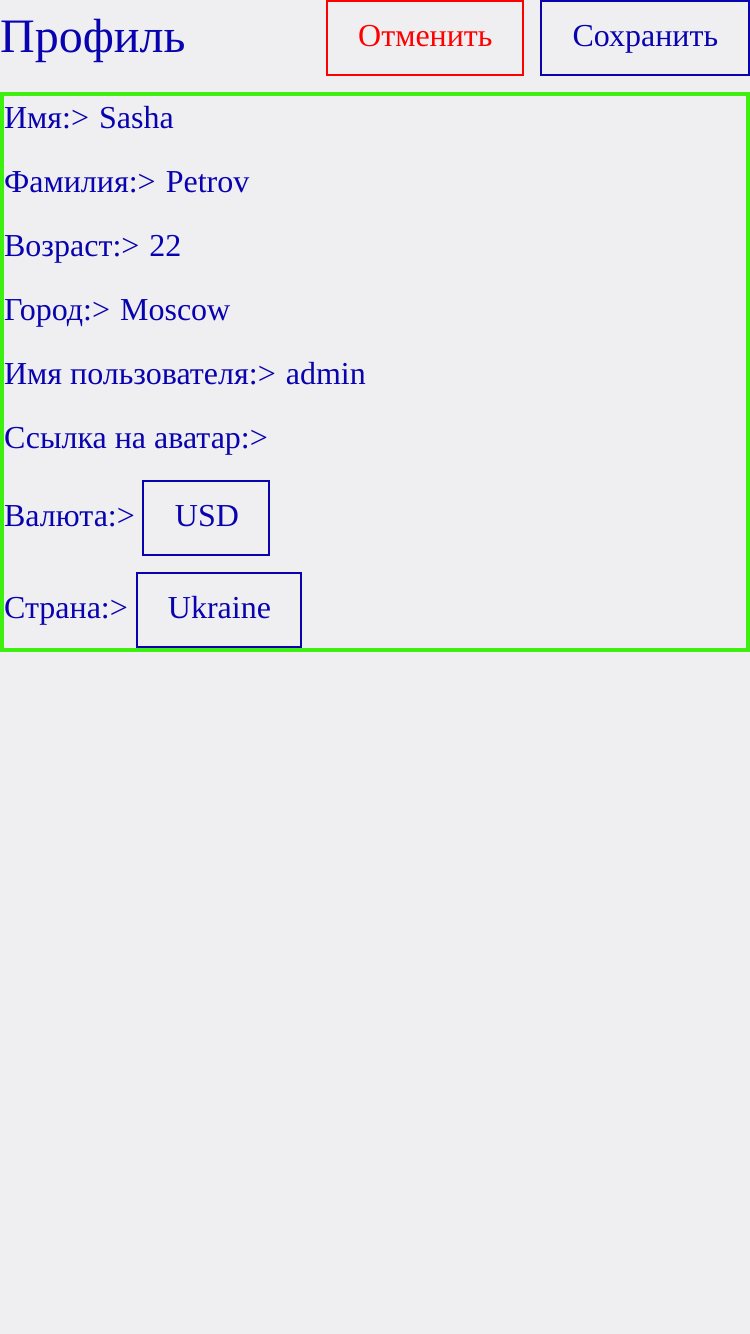 Профиль Отменить Сохранить
Имя:> Sasha
Фамилия:> Petrov
Возраст:> 22
Город:> Moscow
Имя пользователя:> admin
Ссылка на аватар:>
Валюта:> USD
Страна:> Ukraine